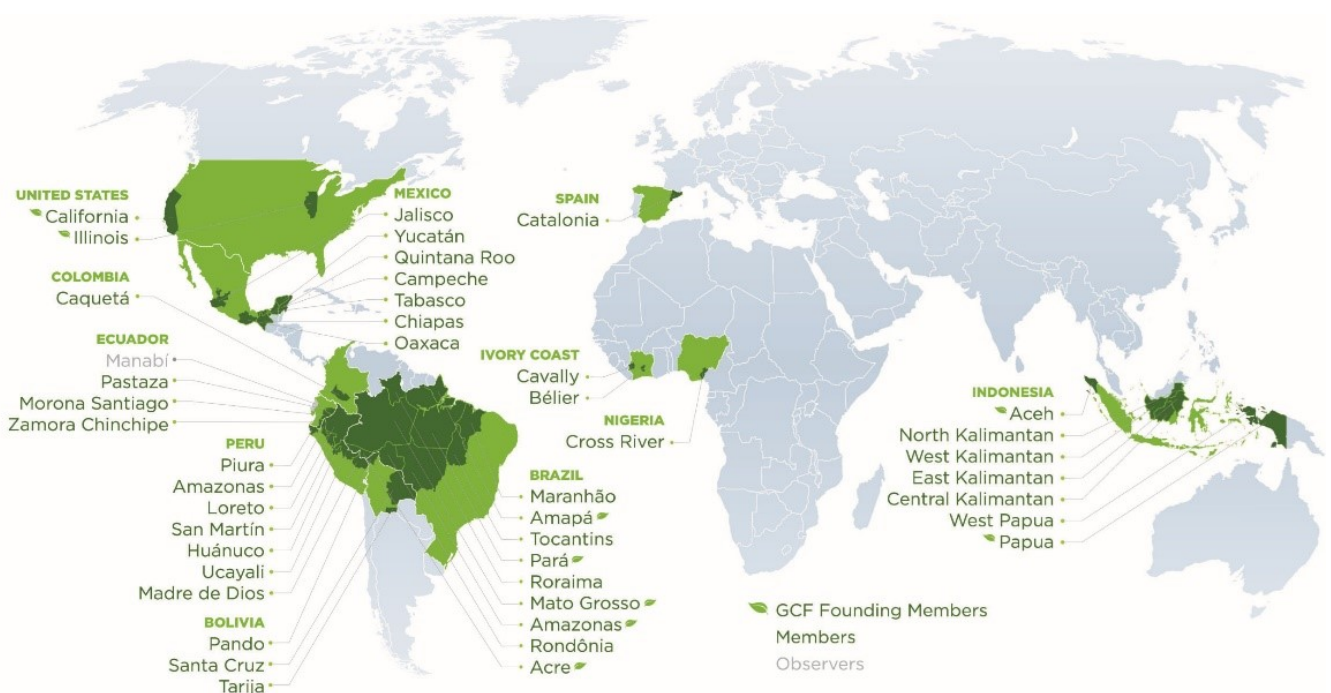 UNITED STATES
California
Illinois
COLOMBIA
Caquetá
ECUADOR
Manabí
Pastaza
Morona Santiago
Zamora Chinchipe
PERU
Piura
Amazonas
Loreto
San Martín
Huánuco
Ucayali
Madre de Dios
BOLIVIA
Pando
Santa Cruz
Tarija
MEXICO
Jalisco
Yucatán
Quintana Roo
Campeche
Tabasco
Chiapas
Oaxaca
BRAZIL
Maranhão
Amapá
Tocantins
Pará
Roraima
Mato Grosso
Amazonas
Rondônia
Acre
SPAIN
Catalonia
IVORY COAST
Cavally
Bélier
NIGERIA
Cross River
INDONESIA
Aceh
North Kalimantan
West Kalimantan
East Kalimantan
Central Kalimantan
West Papua
Papua
GCF Founding Members
Members
Observers